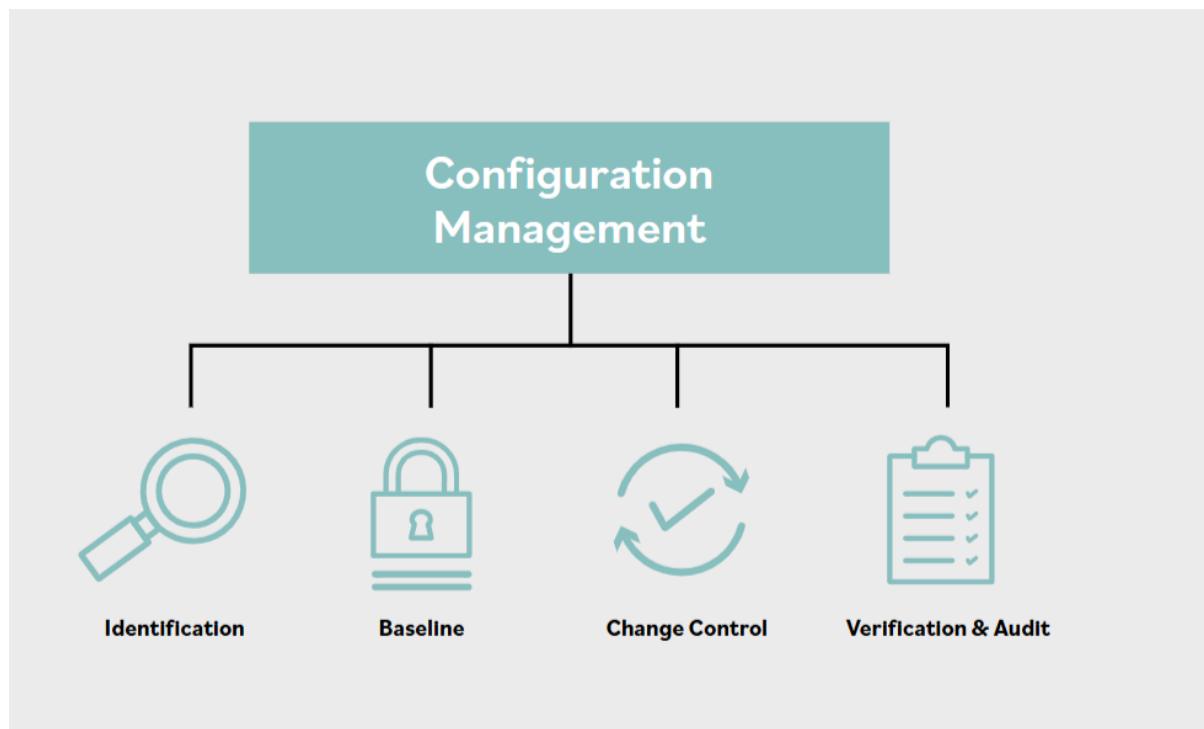 Configuration
Management
Identification
Baseline
Change Control
Verification & Audit